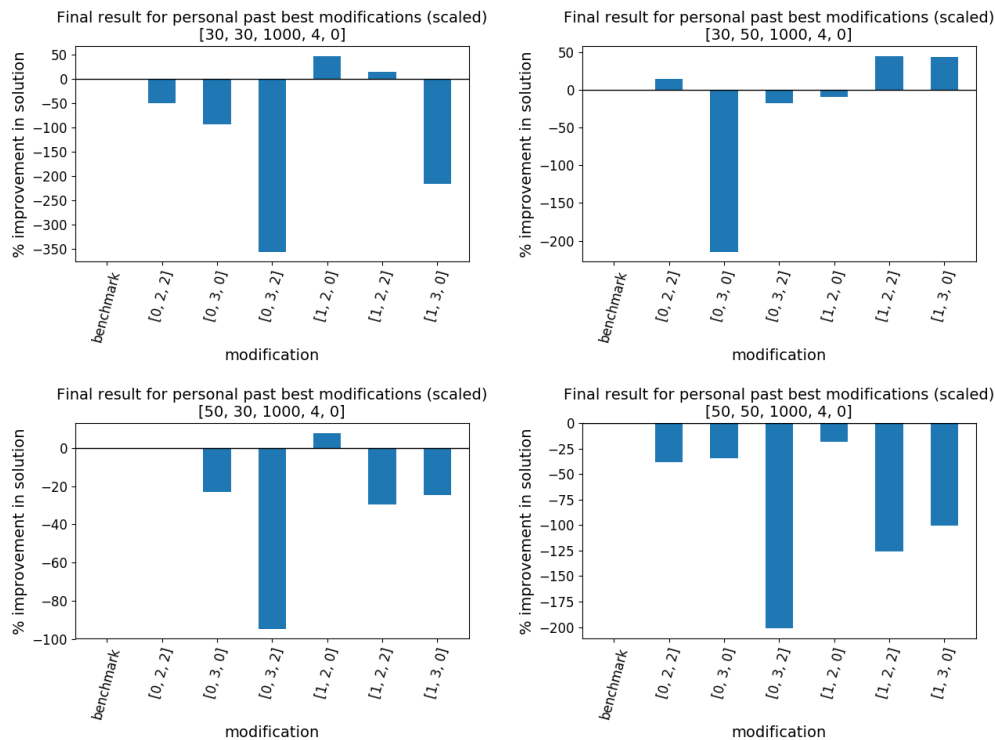 Final result for personal past best modifications (scaled)
[30, 30, 1000, 4, 0]
% improvement in solution
50
0
−50
−100
−150
−200
−250
−300
−350
benchmark
[0, 2, 2]
[0, 3, 0]
[0, 3, 2]
[1, 2, 0]
[1, 2, 2]
[1, 3, 0]
modification
Final result for personal past best modifications (scaled)
[30, 50, 1000, 4, 0]
% improvement in solution
50
0
−50
−100
−150
−200
benchmark
[0, 2, 2]
[0, 3, 0]
[0, 3, 2]
[1, 2, 0]
[1, 2, 2]
[1, 3, 0]
modification
Final result for personal past best modifications (scaled)
[50, 30, 1000, 4, 0]
% improvement in solution
0
−20
−40
−60
−80
−100
benchmark
[0, 2, 2]
[0, 3, 0]
[0, 3, 2]
[1, 2, 0]
[1, 2, 2]
[1, 3, 0]
modification
Final result for personal past best modifications (scaled)
[50, 50, 1000, 4, 0]
% improvement in solution
0
−25
−50
−75
−100
−125
−150
−175
−200
benchmark
[0, 2, 2]
[0, 3, 0]
[0, 3, 2]
[1, 2, 0]
[1, 2, 2]
[1, 3, 0]
modification